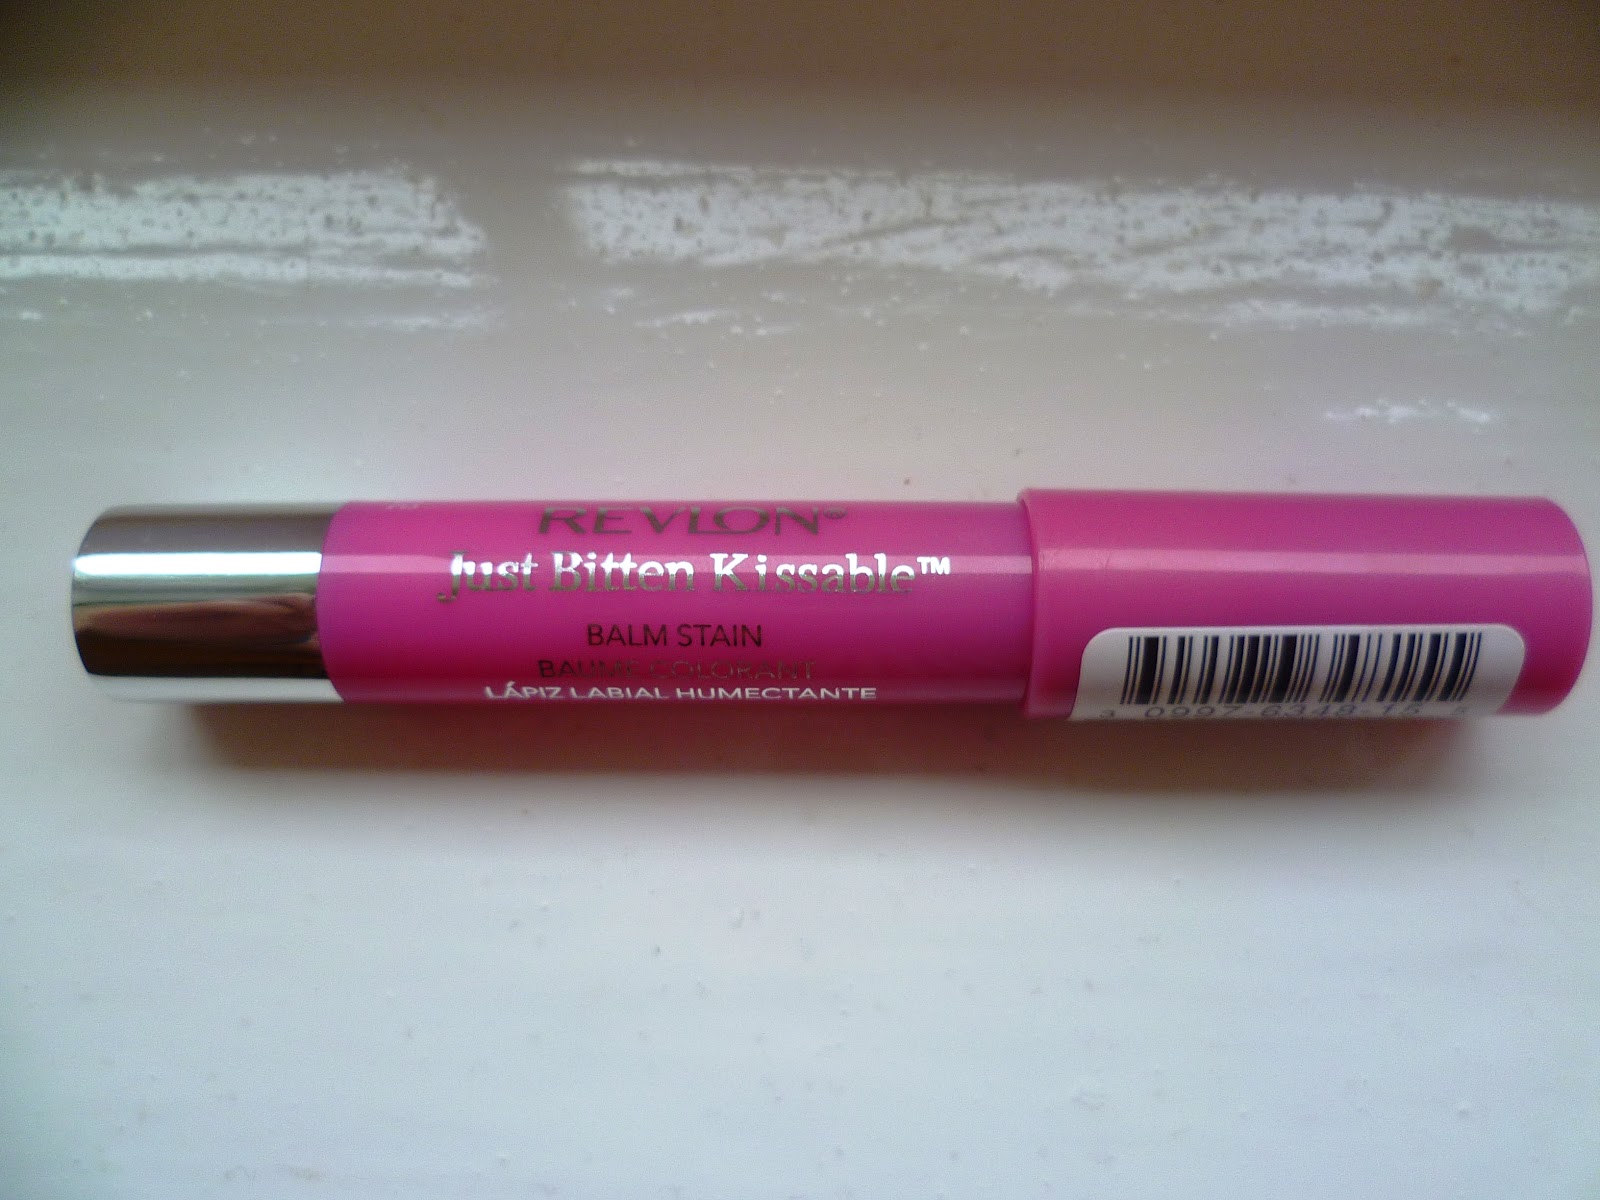 REVLON®
Just Bitten Kissable™
BALM STAIN
BAUME COLORANT
LÁPIZ LABIAL HUMECTANTE
3 0997-6348-15 5